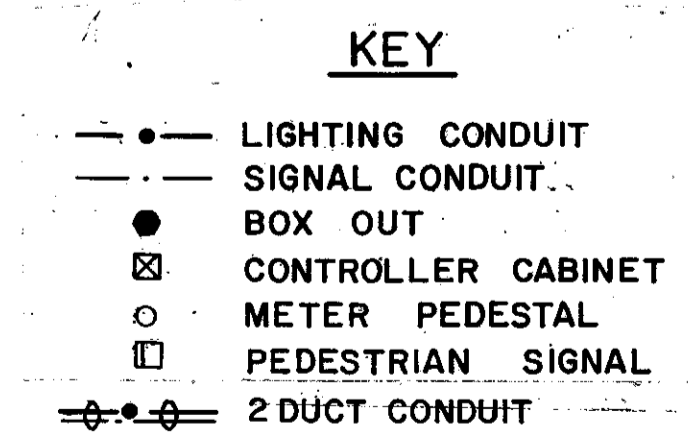 KEY
LIGHTING CONDUIT
SIGNAL CONDUIT
BOX OUT
CONTROLLER CABINET
METER PEDESTAL
PEDESTRIAN SIGNAL
2 DUCT CONDUIT